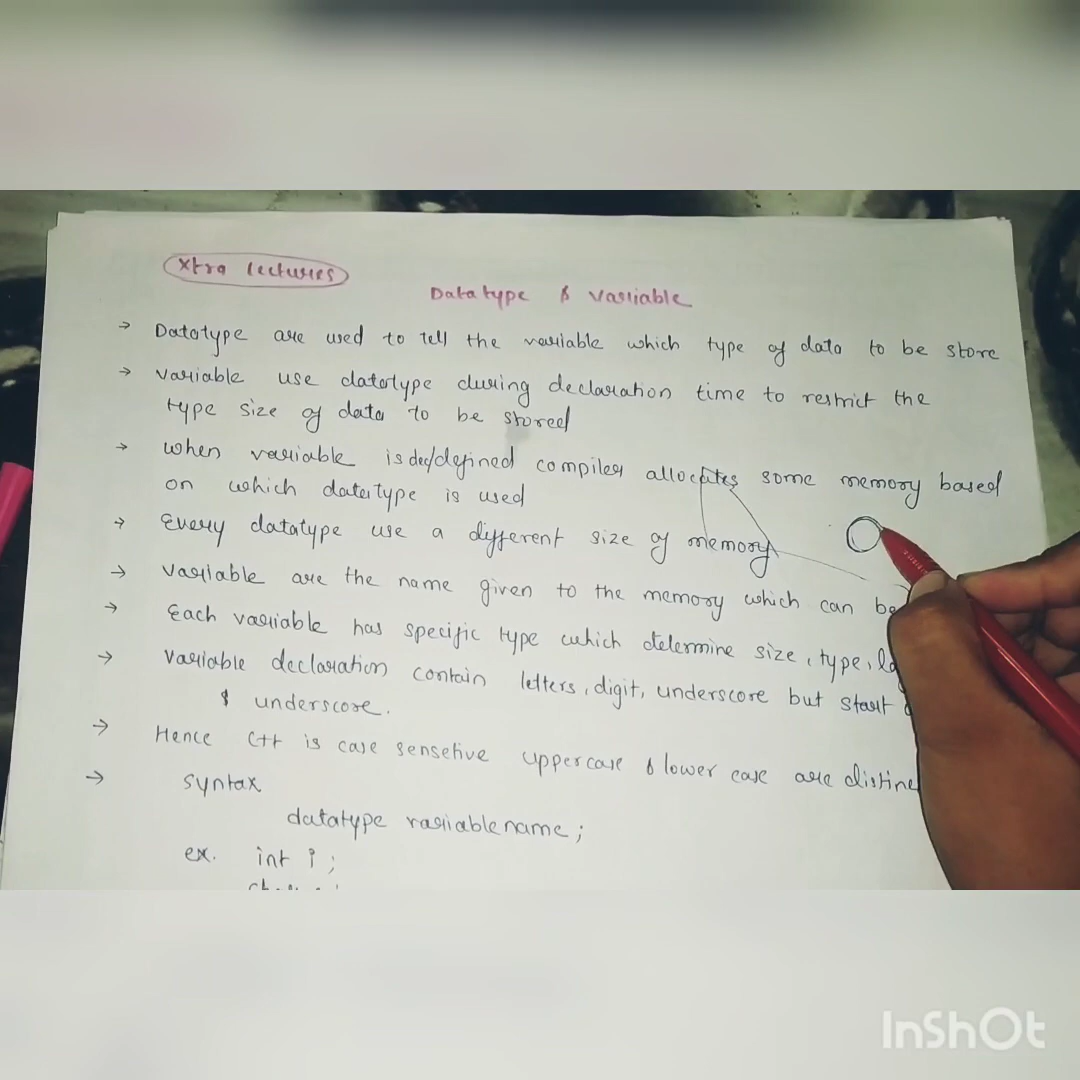 Xtra lectures
Datatype & variable
→ Datatype are used to tell the variable which type of data to be store
→ variable use datatype during declaration time to restrict the
type size of data to be stored
→ when variable is dec/defined compiler allocates some memory based
on which datatype is used
→ Every datatype use a different size of memory
→ Variable are the name given to the memory which can be
→ Each variable has specific type which determine size, type,
→ Variable declaration contain letters, digit, underscore but start
& underscore.
→ Hence C++ is case sensetive uppercase & lower case are distinc
→ syntax
datatype variablename;
ex. int i;
InShOt